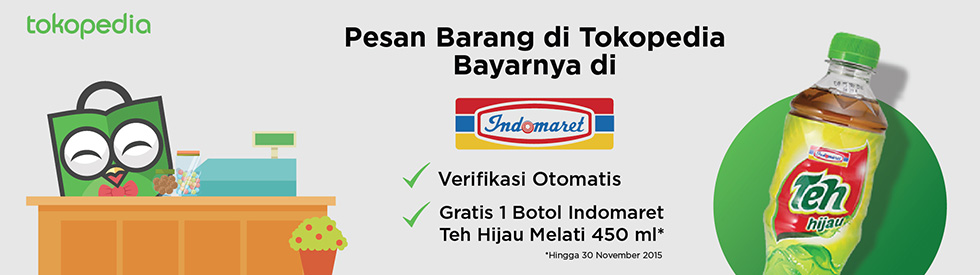 tokopedia
Pesan Barang di Tokopedia
Bayarnya di
Indomaret
Verifikasi Otomatis
Gratis 1 Botol Indomaret
Teh Hijau Melati 450 ml*
*Hingga 30 November 2015
Indomaret
Teh
hijau